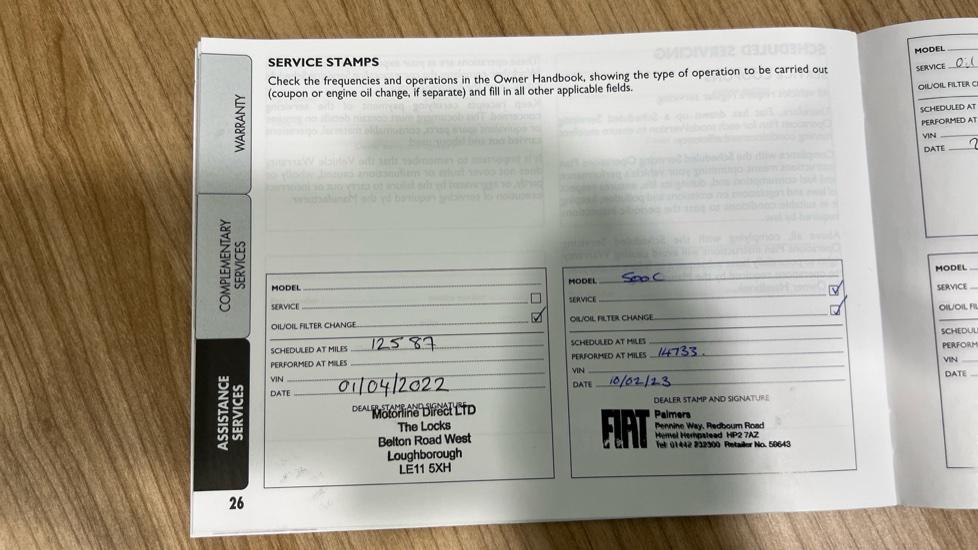 SERVICE STAMPS
Check the frequencies and operations in the Owner Handbook, showing the type of operation to be carried out
(coupon or engine oil change, if separate) and fill in all other applicable fields.
WARRANTY
COMPLEMENTARY
SERVICES
ASSISTANCE
SERVICES
26
MODEL
SERVICE
OIL/OIL FILTER CHANGE
SCHEDULED AT MILES 12587
PERFORMED AT MILES
VIN
DATE 01/04/2022
DEALER STAMP AND SIGNATURE
Motorline Direct LTD
The Locks
Belton Road West
Loughborough
LE11 5XH
MODEL 500C
SERVICE
OIL/OIL FILTER CHANGE
SCHEDULED AT MILES
PERFORMED AT MILES 14733.
VIN
DATE 10/02/23
DEALER STAMP AND SIGNATURE
FIAT
Palmers
Pennine Way, Redbourn Road
Hemel Hempstead HP2 7AZ
Tel: 01442 232300 Retailer No. 59643
MODEL
SERVICE Oil
OIL/OIL FILTER C
SCHEDULED AT
PERFORMED AT
VIN
DATE
MODEL
SERVICE
OIL/OIL FIL
SCHEDUL
PERFORM
VIN
DATE